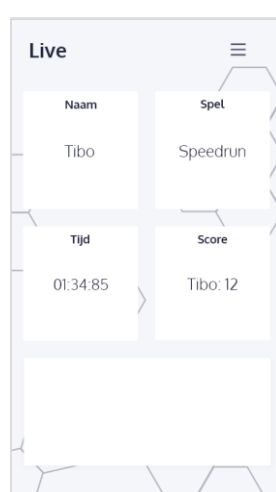 Live
Naam
Spel
Tibo
Speedrun
Tijd
Score
01:34:85
Tibo: 12